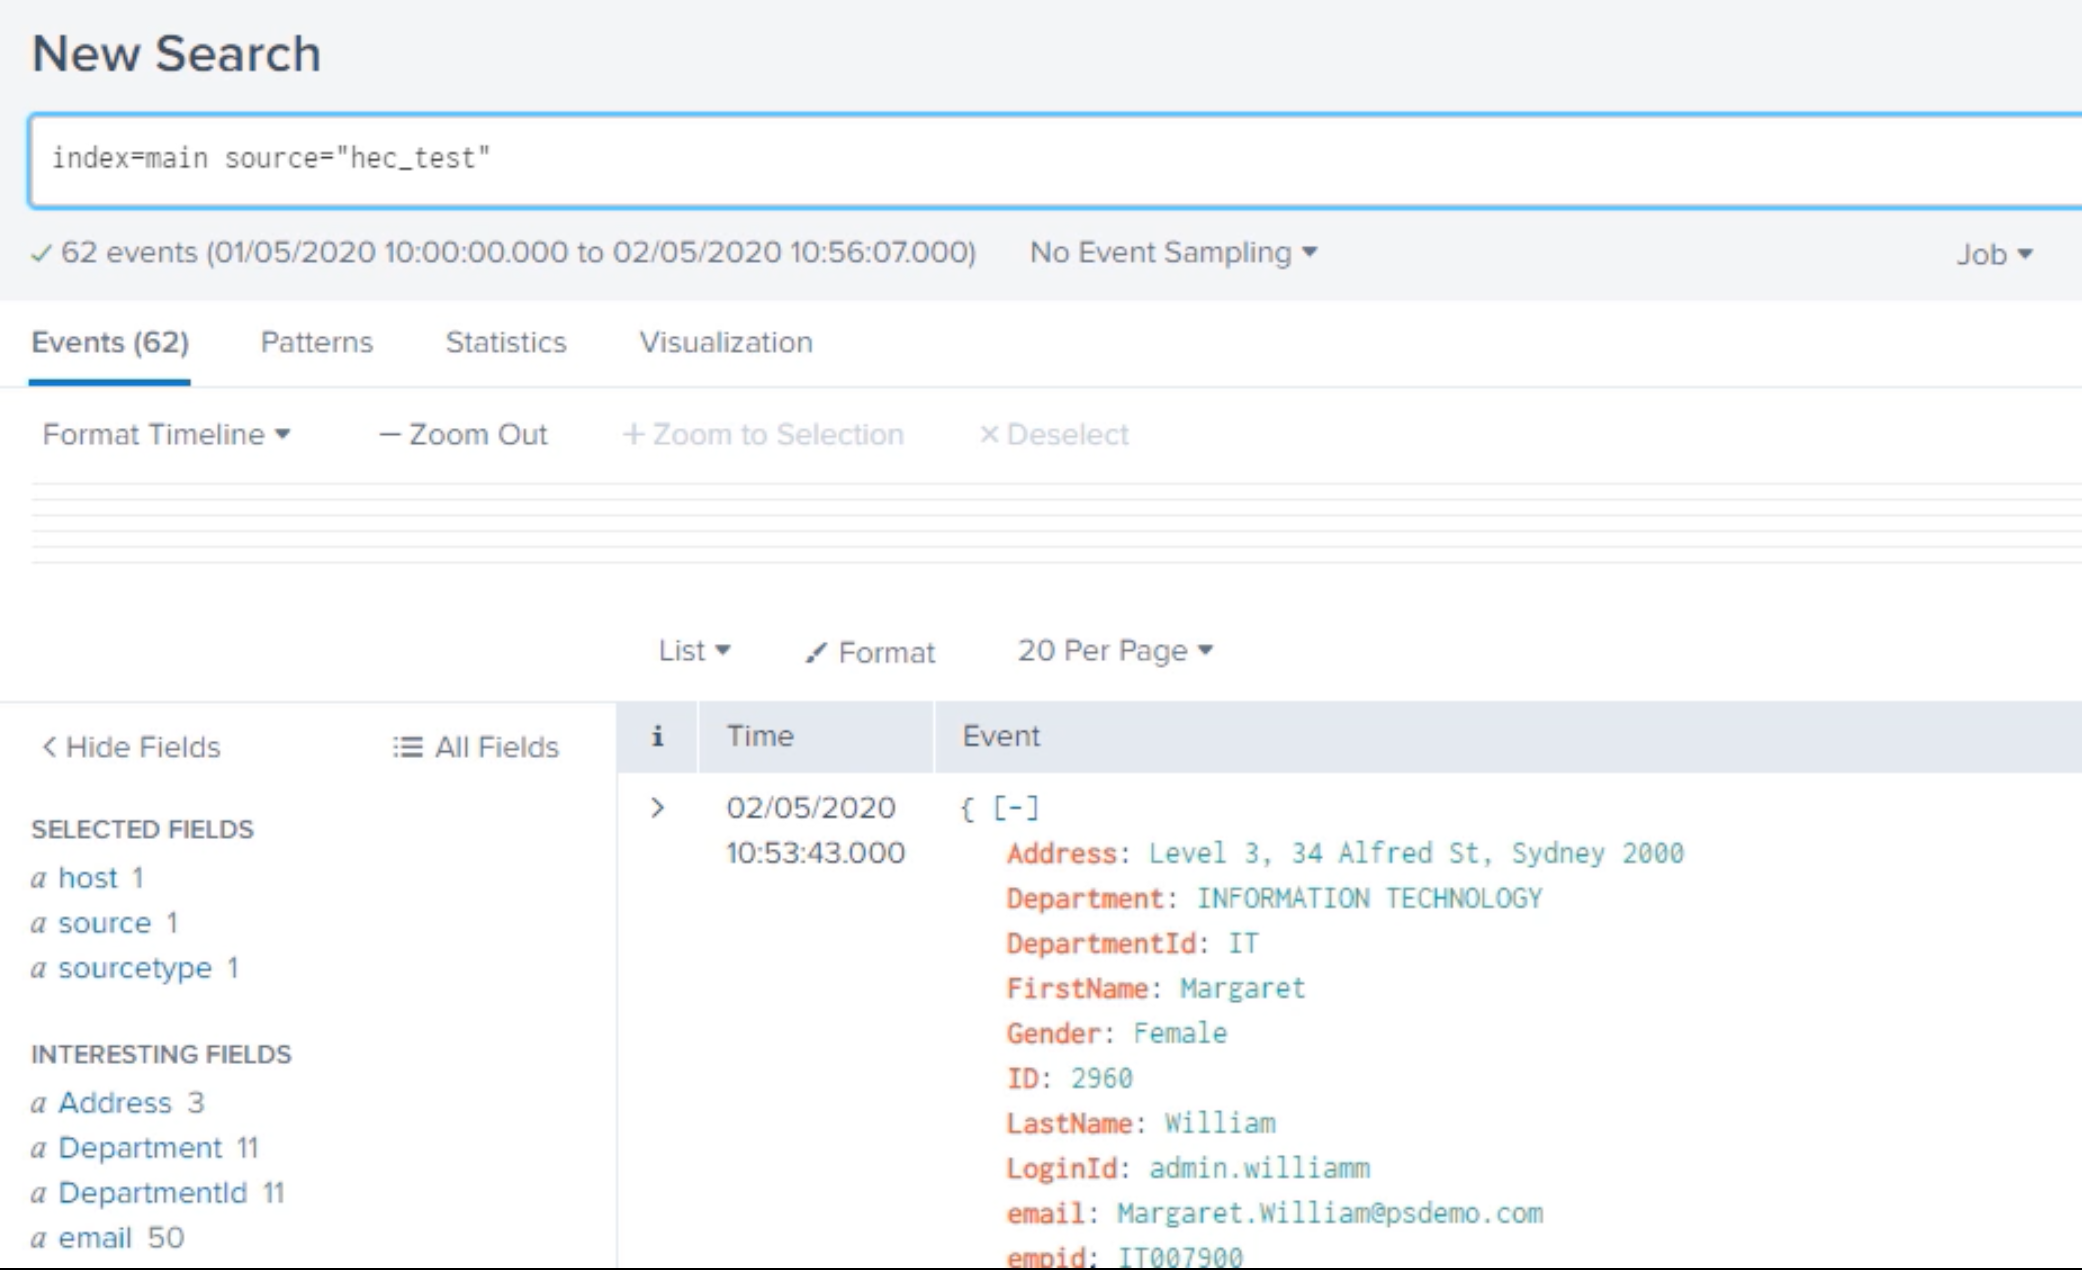 New Search
index=main source="hec_test"
✓ 62 events (01/05/2020 10:00:00.000 to 02/05/2020 10:56:07.000) No Event Sampling Job
Events (62) Patterns Statistics Visualization
Format Timeline – Zoom Out + Zoom to Selection × Deselect
List Format 20 Per Page
< Hide Fields All Fields
SELECTED FIELDS
a host 1
a source 1
a sourcetype 1
INTERESTING FIELDS
a Address 3
a Department 11
a DepartmentId 11
a email 50
i Time Event
> 02/05/2020 { [-]
10:53:43.000 Address: Level 3, 34 Alfred St, Sydney 2000
Department: INFORMATION TECHNOLOGY
DepartmentId: IT
FirstName: Margaret
Gender: Female
ID: 2960
LastName: William
LoginId: admin.williamm
email: Margaret.William@psdemo.com
empid: IT007900